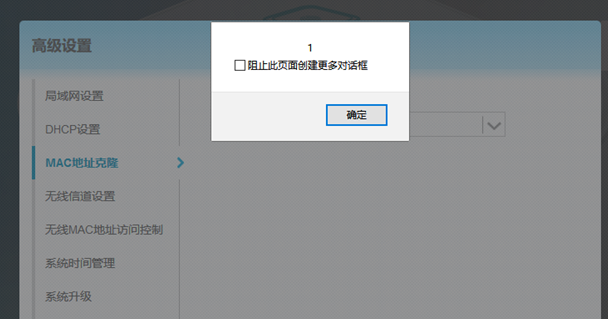 高级设置
1
阻止此页面创建更多对话框
确定
局域网设置
DHCP设置
MAC地址克隆
无线信道设置
无线MAC地址访问控制
系统时间管理
系统升级